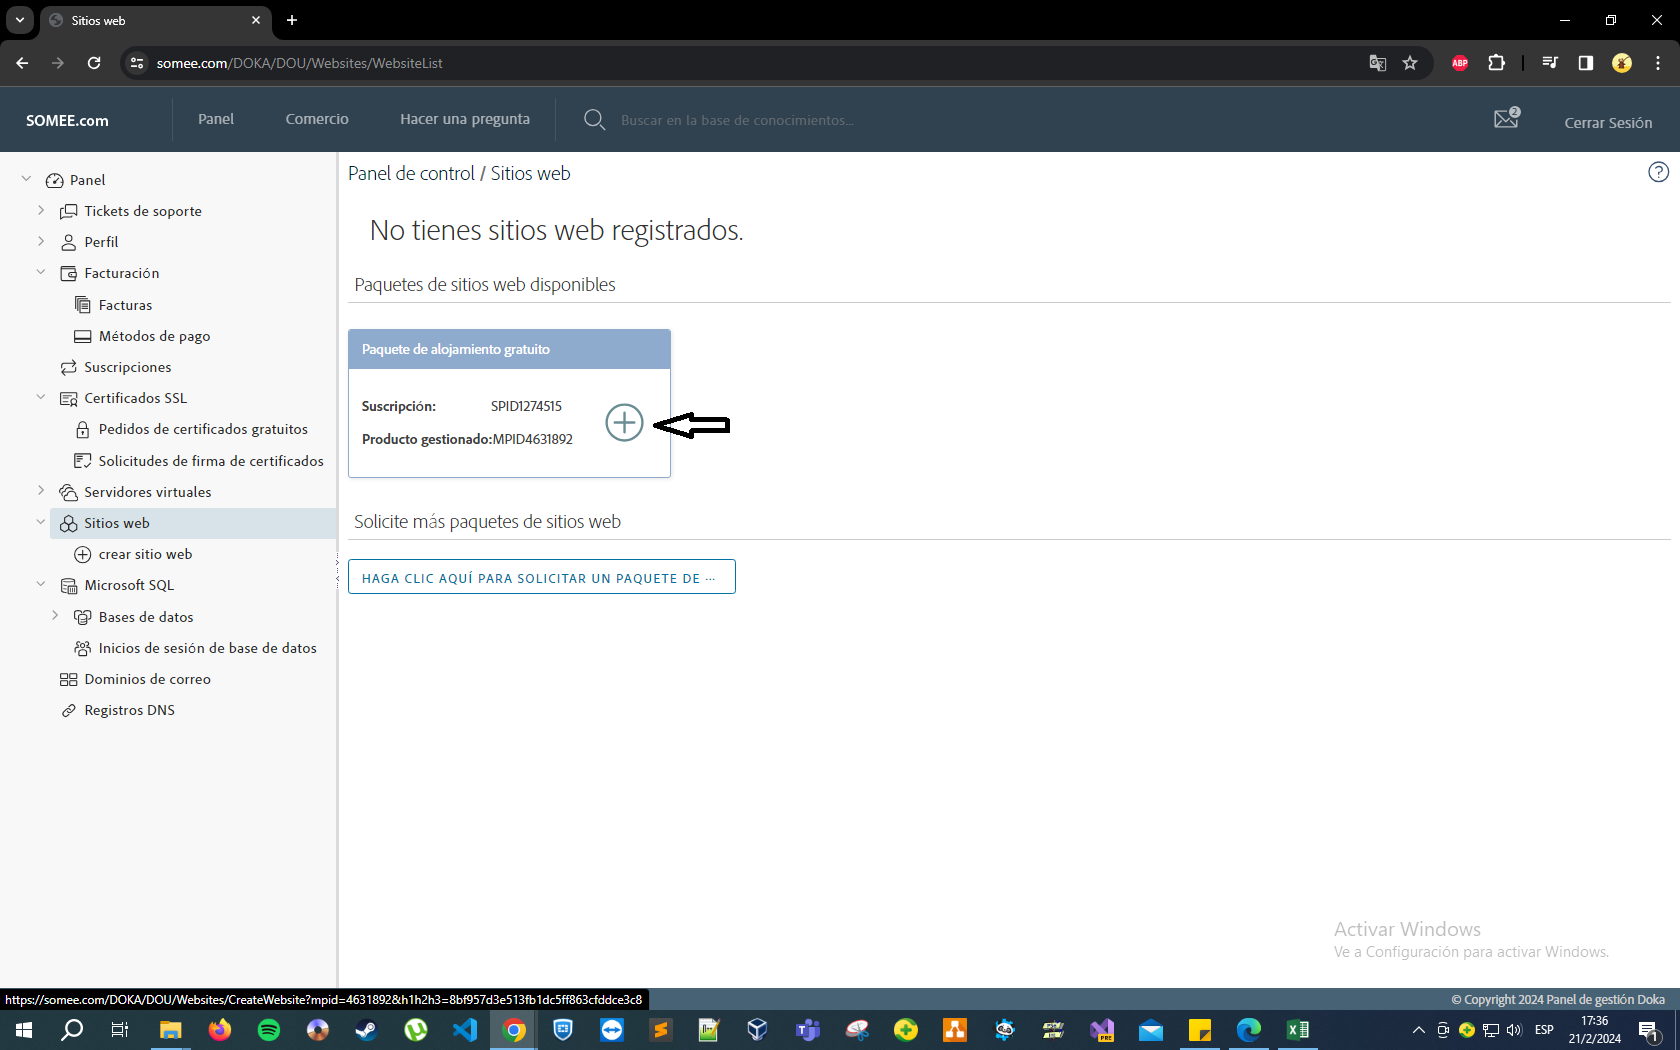 Sitios web
somee.com/DOKA/DOU/Websites/WebsiteList
ABP
SOMEE.com
Panel
Comercio
Hacer una pregunta
Buscar en la base de conocimientos...
2
Cerrar Sesión
Panel
Tickets de soporte
Perfil
Facturación
Facturas
Métodos de pago
Suscripciones
Certificados SSL
Pedidos de certificados gratuitos
Solicitudes de firma de certificados
Servidores virtuales
Sitios web
crear sitio web
Microsoft SQL
Bases de datos
Inicios de sesión de base de datos
Dominios de correo
Registros DNS
Panel de control / Sitios web
?
No tienes sitios web registrados.
Paquetes de sitios web disponibles
Paquete de alojamiento gratuito
Suscripción: SPID1274515
Producto gestionado:MPID4631892
Solicite más paquetes de sitios web
HAGA CLIC AQUÍ PARA SOLICITAR UN PAQUETE DE ...
Activar Windows
Ve a Configuración para activar Windows.
https://somee.com/DOKA/DOU/Websites/CreateWebsite?mpid=4631892&h1h2h3=8bf957d3e513fb1dc5ff863cfddce3c8
© Copyright 2024 Panel de gestión Doka
PRE
ESP
17:36
21/2/2024
1